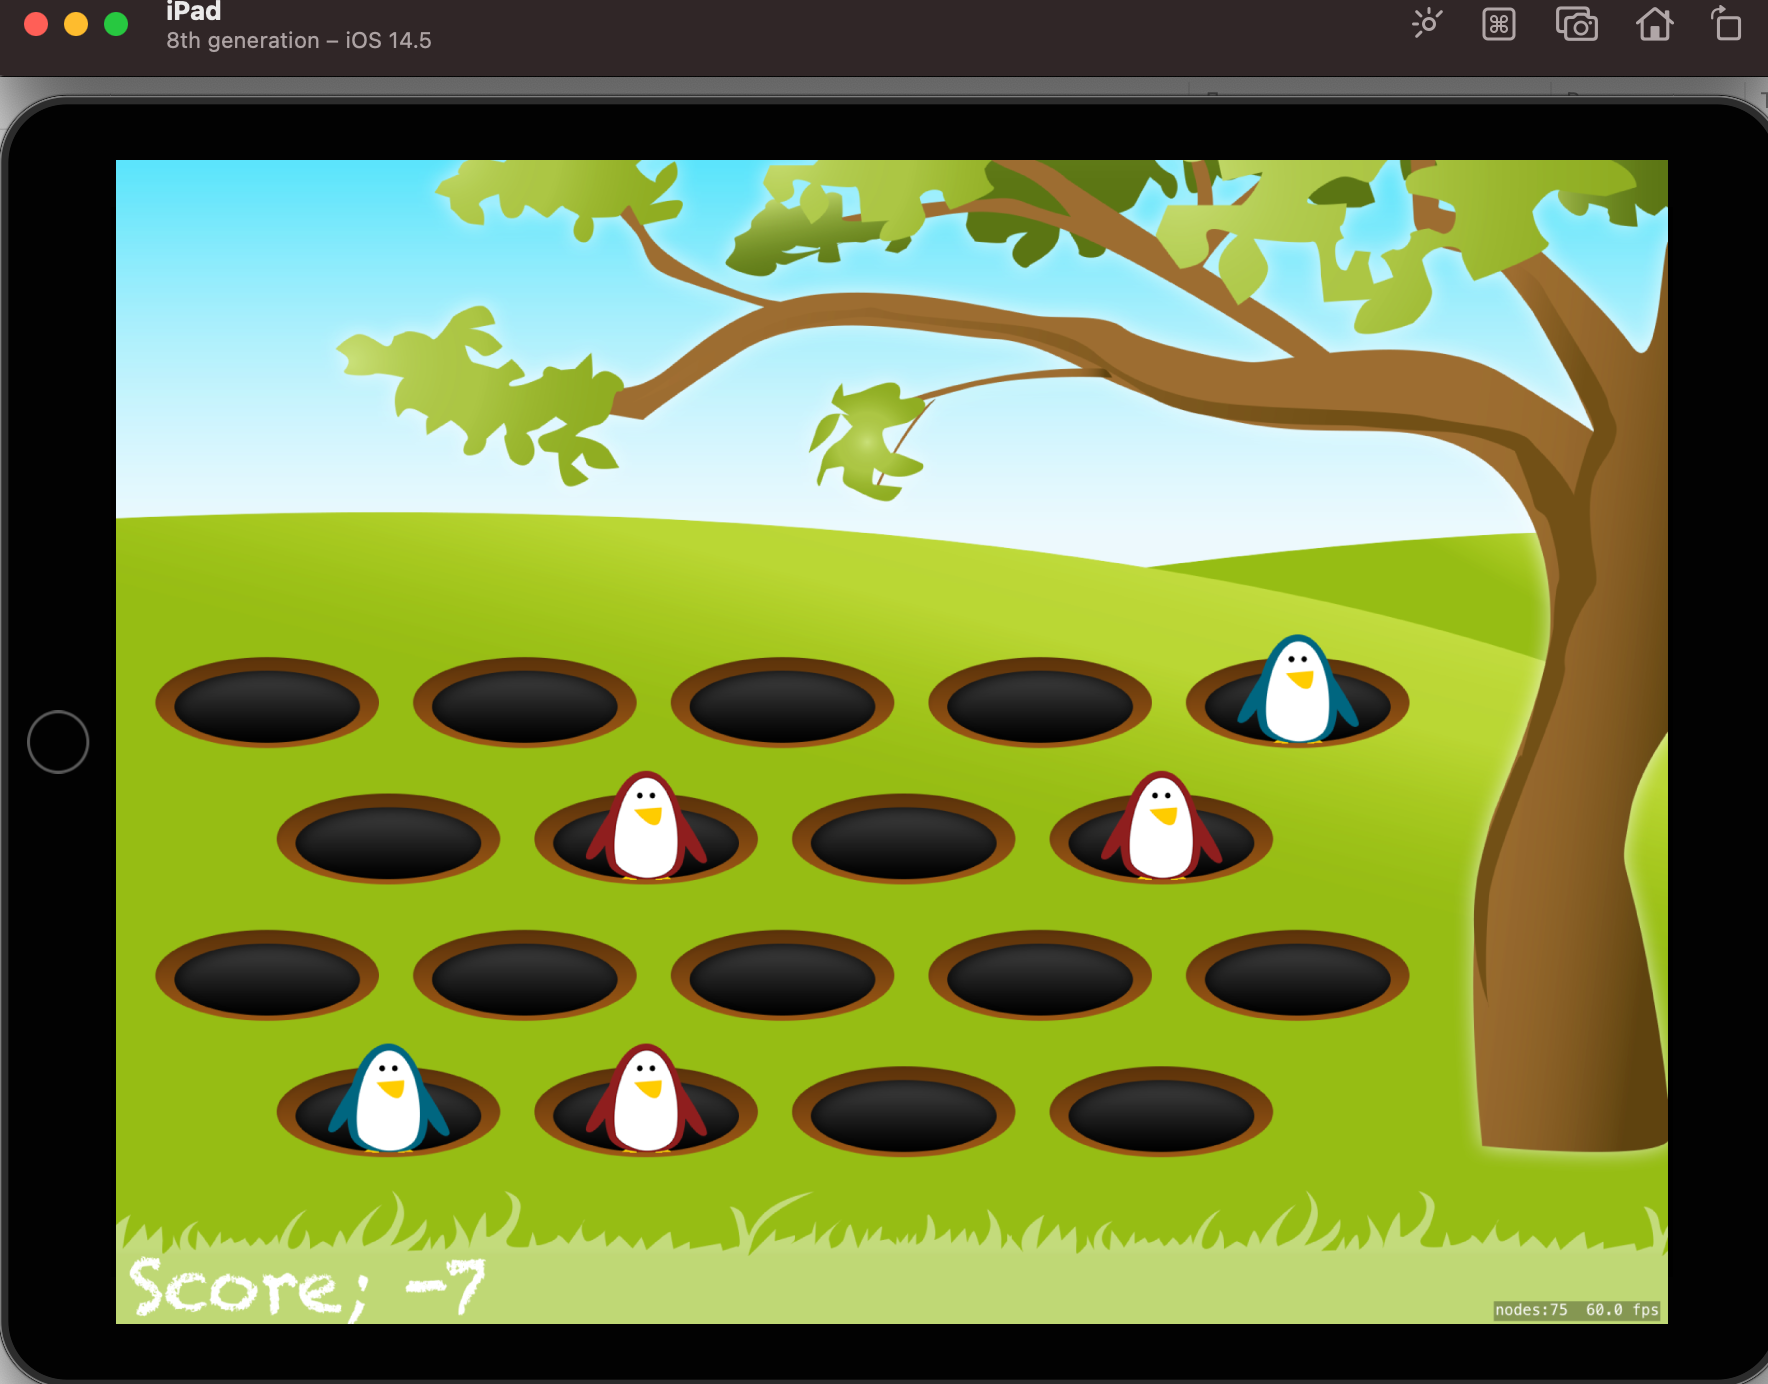 iPad
8th generation – iOS 14.5
Score; -7
nodes:75 60.0 fps